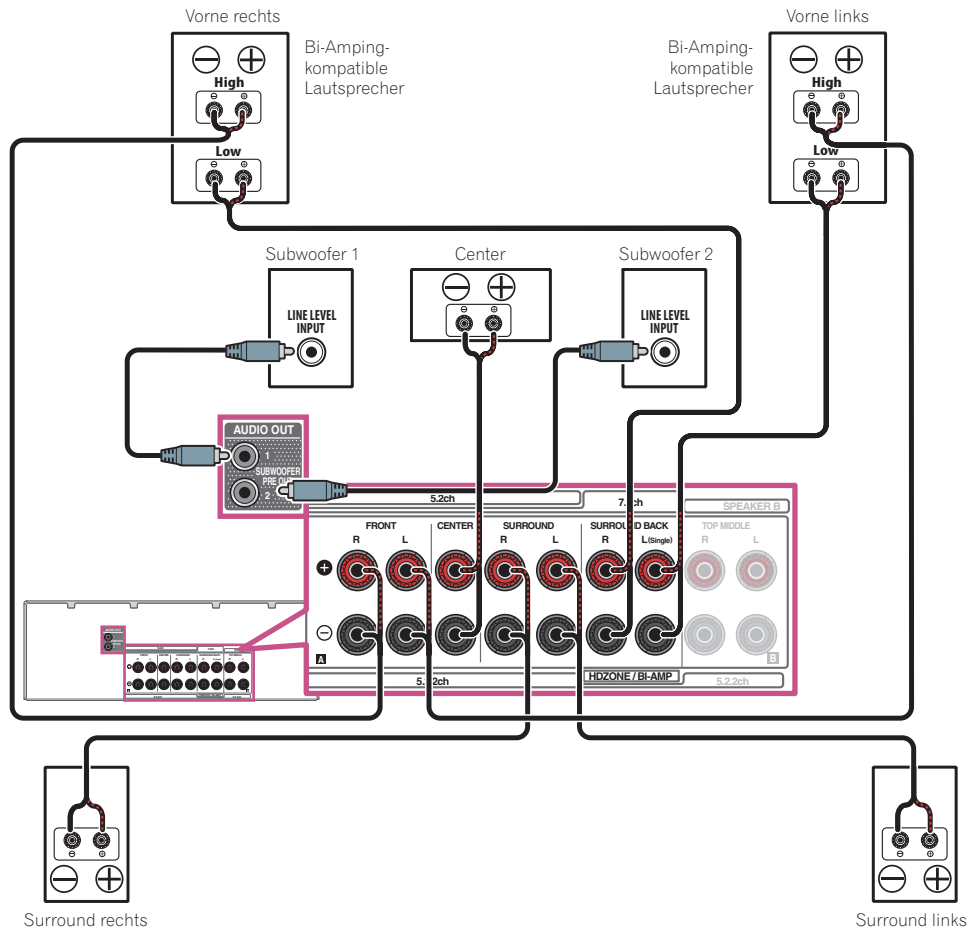 Vorne rechts
Vorne links
Bi-Amping-
kompatible
Lautsprecher
Bi-Amping-
kompatible
Lautsprecher
High
Low
High
Low
Subwoofer 1
Center
Subwoofer 2
LINE LEVEL
INPUT
LINE LEVEL
INPUT
AUDIO OUT
1
SUBWOOFER
PRE OUT
2
5.2ch
SPEAKER B
FRONT
CENTER
SURROUND
SURROUND BACK
TOP MIDDLE
R L R L R L (Single) R L
A
B
HDZONE / BI-AMP
5.2.2ch
Surround rechts
Surround links